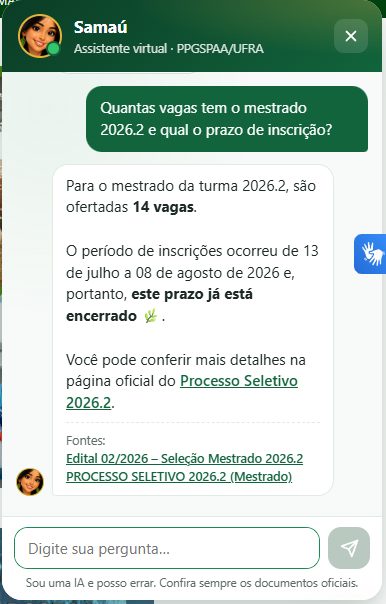 Samaú
Assistente virtual · PPGSPAA/UFRA
Quantas vagas tem o mestrado
2026.2 e qual o prazo de inscrição?
Para o mestrado da turma 2026.2, são
ofertadas 14 vagas.
O período de inscrições ocorreu de 13
de julho a 08 de agosto de 2026 e,
portanto, este prazo já está
encerrado 🌿 .
Você pode conferir mais detalhes na
página oficial do Processo Seletivo
2026.2.
Fontes:
Edital 02/2026 – Seleção Mestrado 2026.2
PROCESSO SELETIVO 2026.2 (Mestrado)
Digite sua pergunta...
Sou uma IA e posso errar. Confira sempre os documentos oficiais.